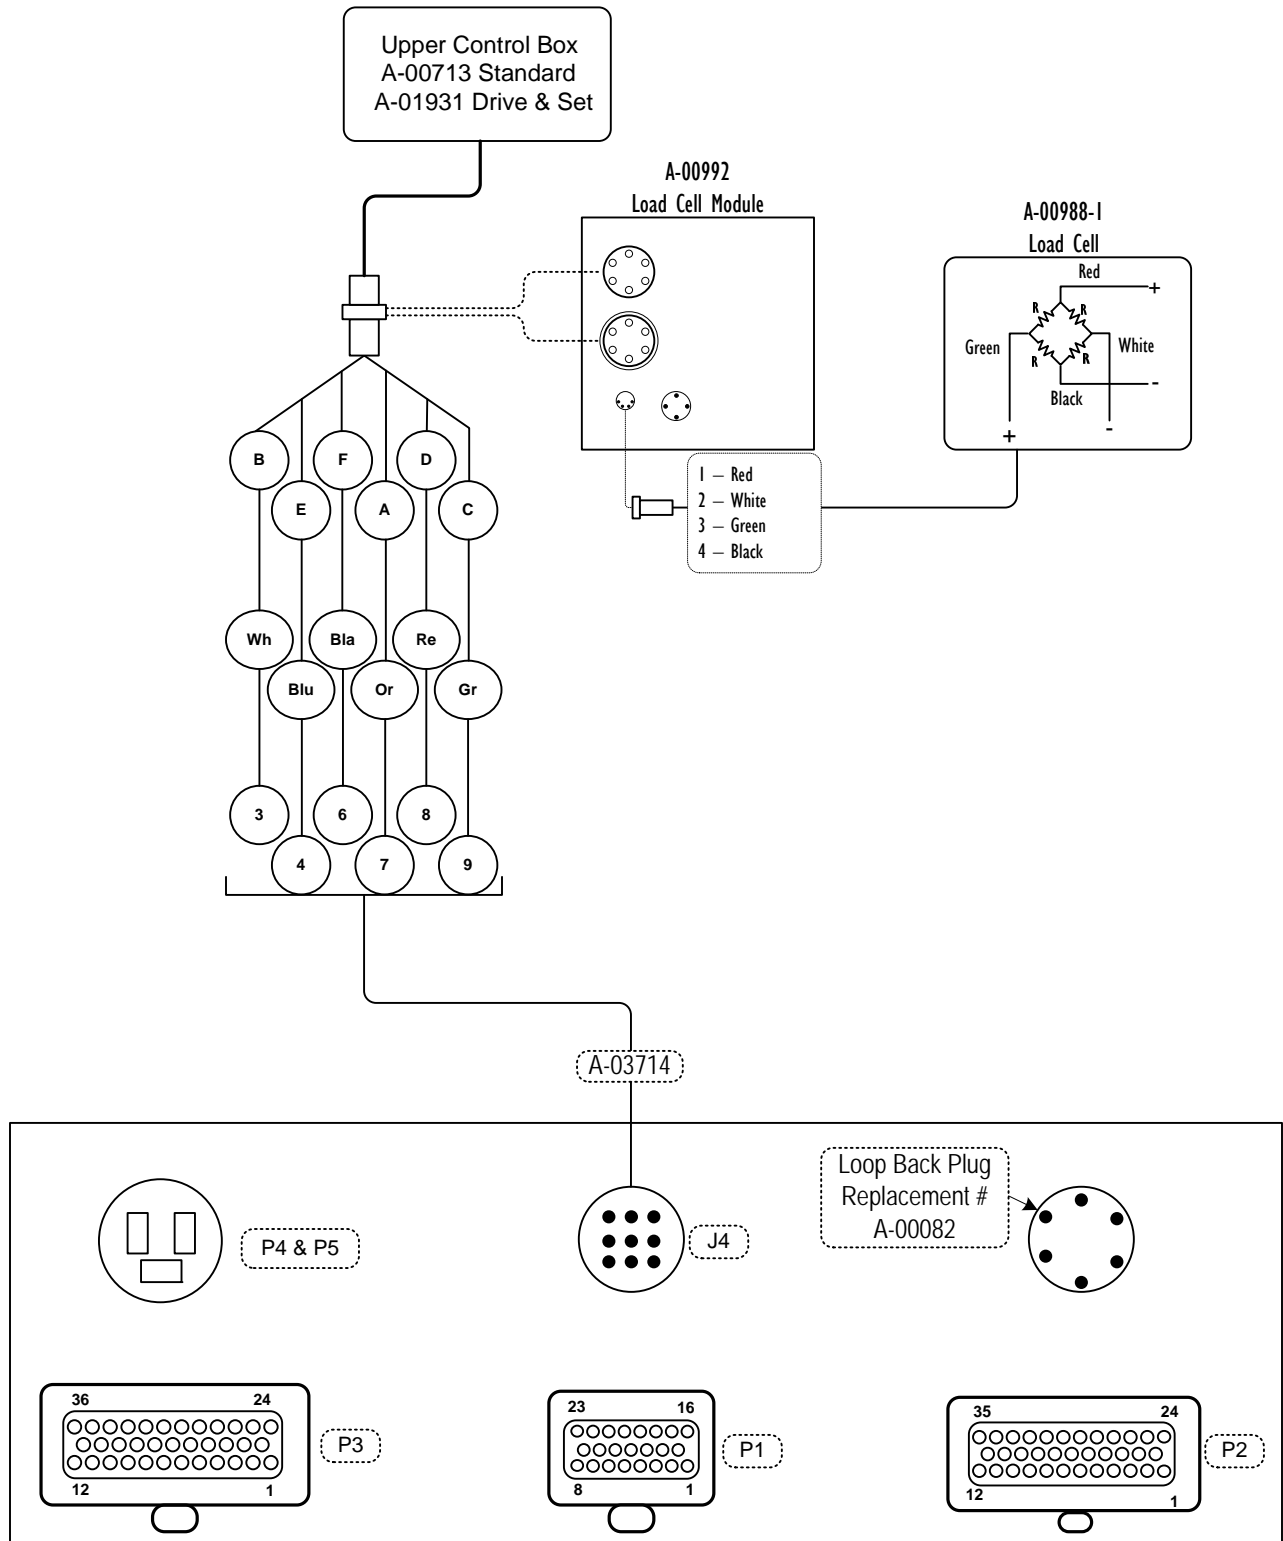 Upper Control Box
A-00713 Standard
A-01931 Drive & Set
A-00992
Load Cell Module
A-00988-1
Load Cell
Red
+
R
R
Green
White
R
R
Black
-
+
-
1 – Red
2 – White
3 – Green
4 – Black
B
F
D
E
A
C
Wh
Bla
Re
Blu
Or
Gr
3
6
8
4
7
9
A-03714
Loop Back Plug
Replacement #
A-00082
P4 & P5
J4
36
24
P3
12
1
23
16
P1
8
1
35
24
P2
12
1